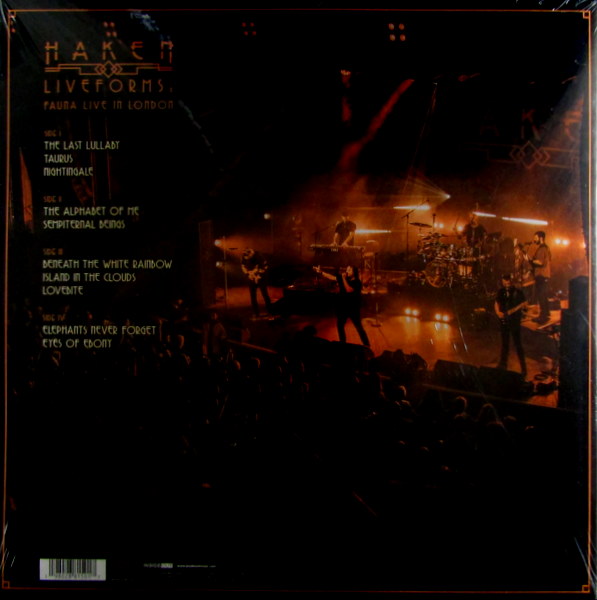 HAKEN
LIVEFORMS.
FAUNA LIVE IN LONDON
SIDE I
THE LAST LULLABY
TAURUS
NIGHTINGALE
SIDE II
THE ALPHABET OF ME
SEMPITERNAL BEINGS
SIDE III
BENEATH THE WHITE RAINBOW
ISLAND IN THE CLOUDS
LOVEBITE
SIDE IV
ELEPHANTS NEVER FORGET
EYES OF EBONY